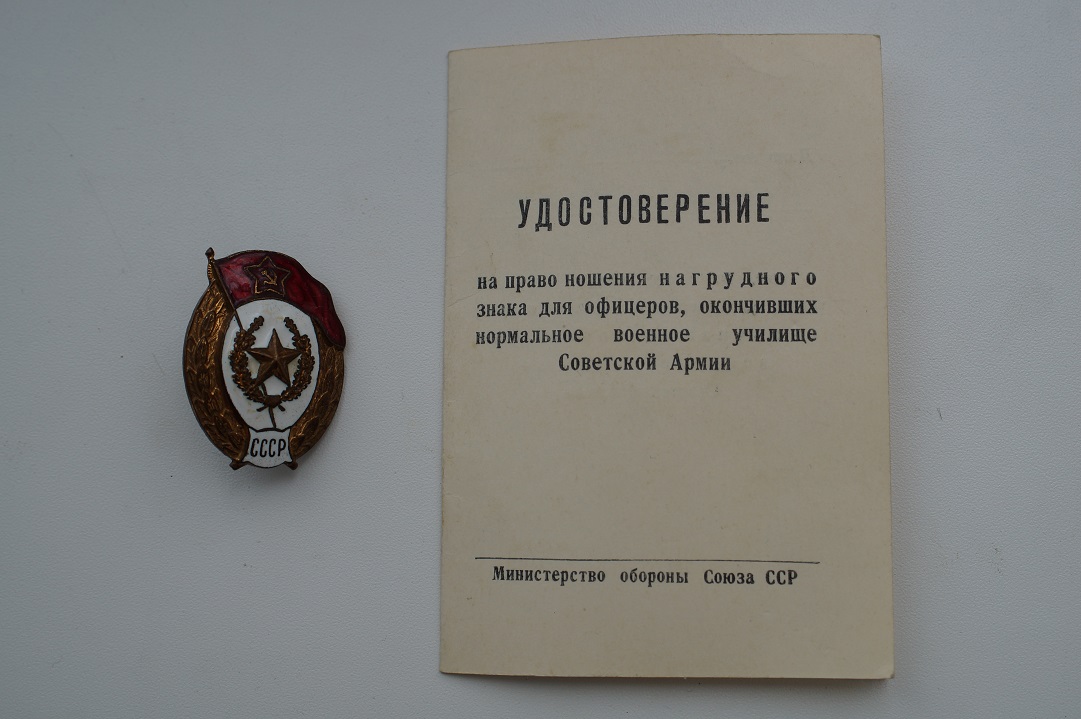 СССР
УДОСТОВЕРЕНИЕ
на право ношения нагрудного
знака для офицеров, окончивших
нормальное военное училище
Советской Армии
Министерство обороны Союза ССР